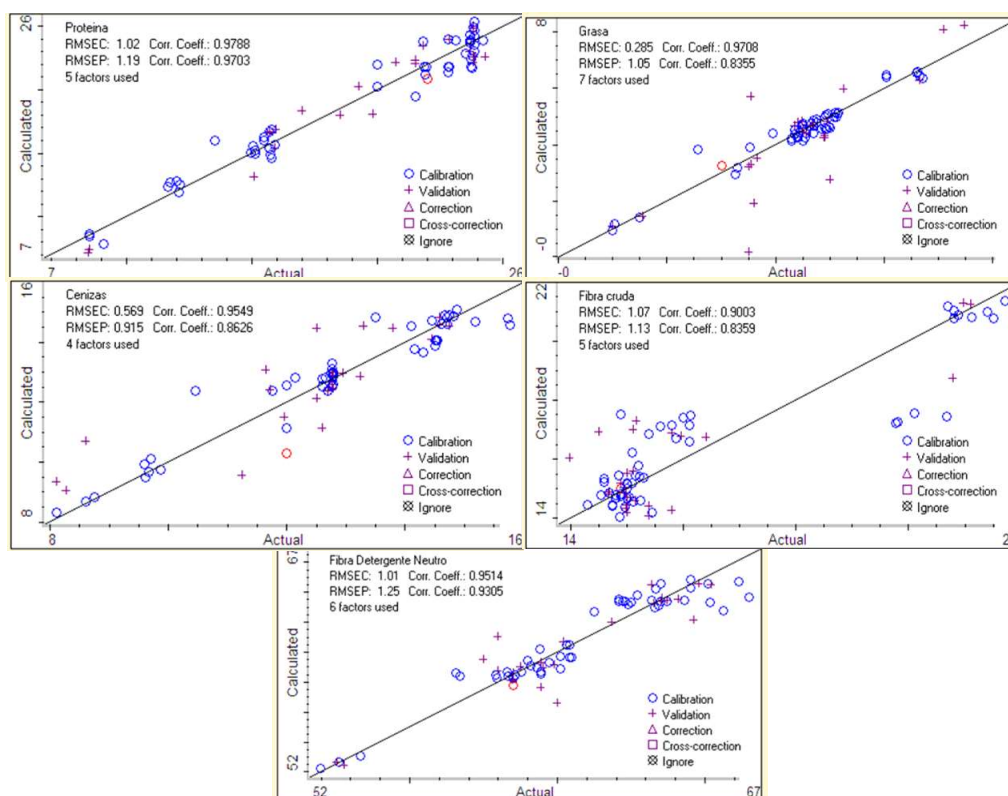 26
Proteina
RMSEC: 1.02 Corr. Coeff.: 0.9788
RMSEP: 1.19 Corr. Coeff.: 0.9703
5 factors used
Calculated
Calibration
Validation
Correction
Cross-correction
Ignore
7
7
Actual
26
8
Grasa
RMSEC: 0.285 Corr. Coeff.: 0.9708
RMSEP: 1.05 Corr. Coeff.: 0.8355
7 factors used
Calculated
Calibration
Validation
Correction
Cross-correction
Ignore
-0
-0
Actual
16
Cenizas
RMSEC: 0.569 Corr. Coeff.: 0.9549
RMSEP: 0.915 Corr. Coeff.: 0.8626
4 factors used
Calculated
Calibration
Validation
Correction
Cross-correction
Ignore
8
8
Actual
16
22
Fibra cruda
RMSEC: 1.07 Corr. Coeff.: 0.9003
RMSEP: 1.13 Corr. Coeff.: 0.8359
5 factors used
Calculated
Calibration
Validation
Correction
Cross-correction
Ignore
14
14
Actual
2
67
Fibra Detergente Neutro
RMSEC: 1.01 Corr. Coeff.: 0.9514
RMSEP: 1.25 Corr. Coeff.: 0.9305
6 factors used
Calculated
Calibration
Validation
Correction
Cross-correction
Ignore
52
52
Actual
67